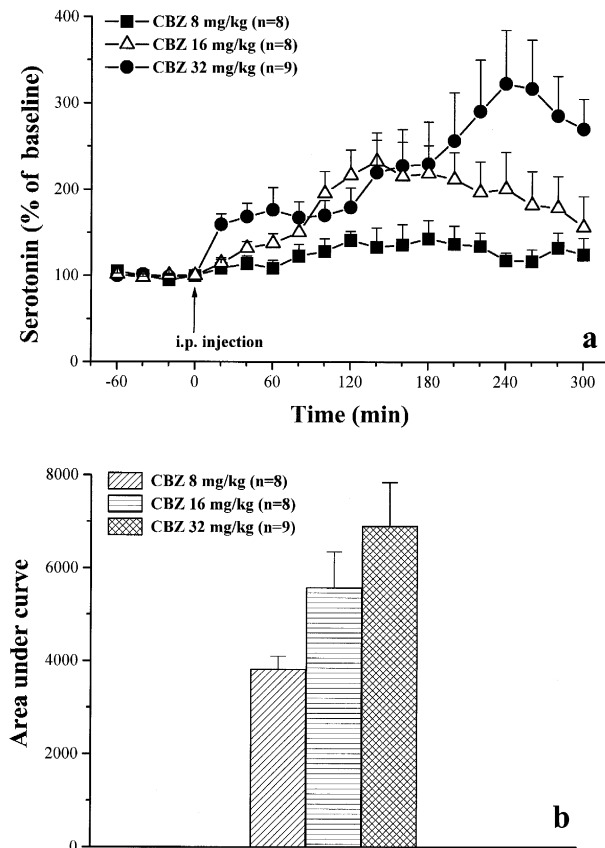 CBZ 8 mg/kg (n=8)
CBZ 16 mg/kg (n=8)
CBZ 32 mg/kg (n=9)
400
300
200
100
0
Serotonin (% of baseline)
i.p. injection
a
-60 0 60 120 180 240 300
Time (min)
8000
6000
4000
2000
0
Area under curve
CBZ 8 mg/kg (n=8)
CBZ 16 mg/kg (n=8)
CBZ 32 mg/kg (n=9)
b